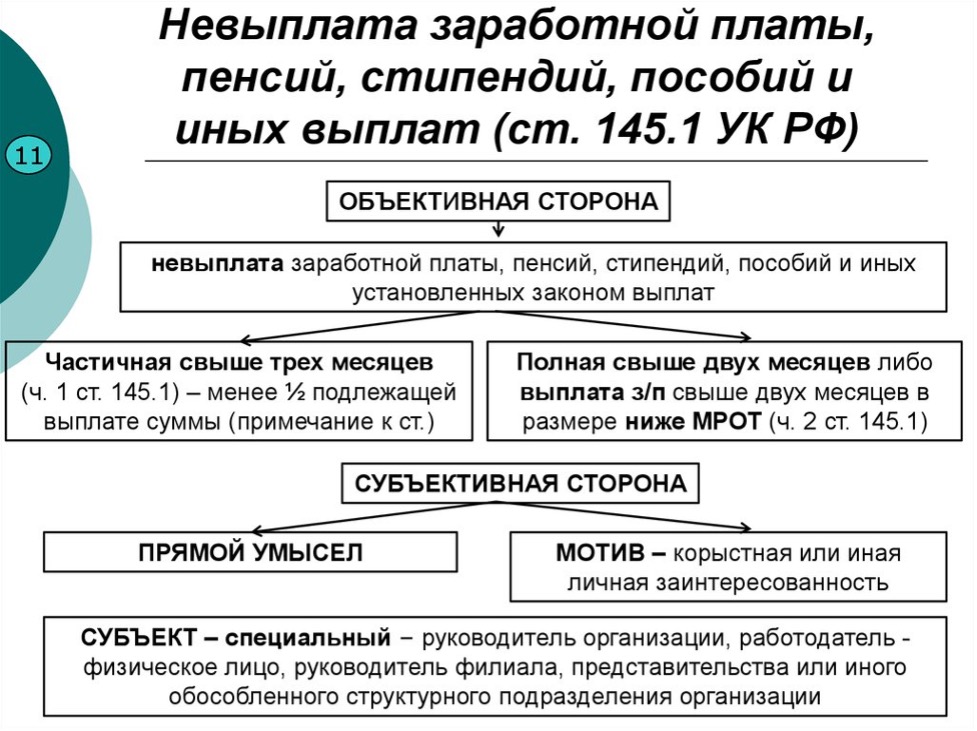 Невыплата заработной платы,
пенсий, стипендий, пособий и
иных выплат (ст. 145.1 УК РФ)
11
ОБЪЕКТИВНАЯ СТОРОНА
невыплата заработной платы, пенсий, стипендий, пособий и иных
установленных законом выплат
Частичная свыше трех месяцев
(ч. 1 ст. 145.1) – менее ½ подлежащей
выплате суммы (примечание к ст.)
Полная свыше двух месяцев либо
выплата з/п свыше двух месяцев в
размере ниже МРОТ (ч. 2 ст. 145.1)
СУБЪЕКТИВНАЯ СТОРОНА
ПРЯМОЙ УМЫСЕЛ
МОТИВ – корыстная или иная
личная заинтересованность
СУБЪЕКТ – специальный – руководитель организации, работодатель -
физическое лицо, руководитель филиала, представительства или иного
обособленного структурного подразделения организации